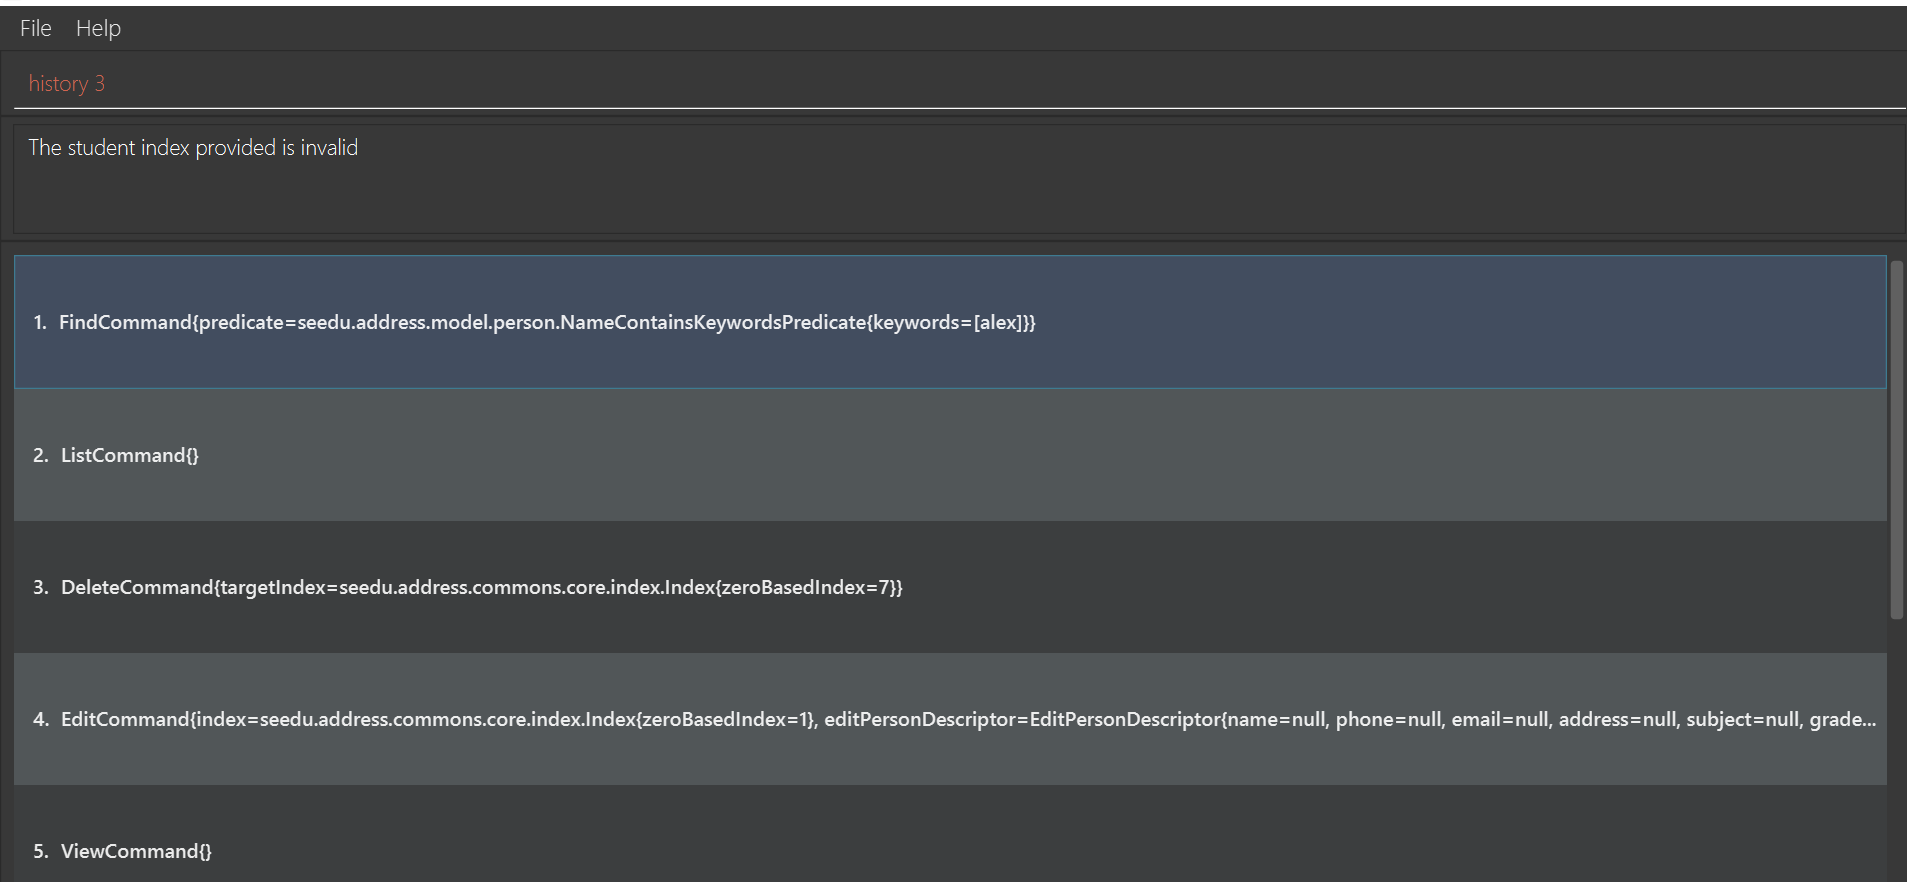 File Help
history 3
The student index provided is invalid
1. FindCommand{predicate=seedu.address.model.person.NameContainsKeywordsPredicate{keywords=[alex]}}
2. ListCommand{}
3. DeleteCommand{targetIndex=seedu.address.commons.core.index.Index{zeroBasedIndex=7}}
4. EditCommand{index=seedu.address.commons.core.index.Index{zeroBasedIndex=1}, editPersonDescriptor=EditPersonDescriptor{name=null, phone=null, email=null, address=null, subject=null, grade...
5. ViewCommand{}